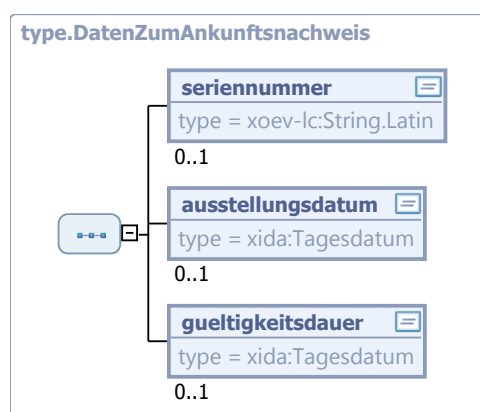 type.DatenZumAnkunftsnachweis
seriennummer
type = xoev-lc:String.Latin
0..1
ausstellungsdatum
type = xida:Tagesdatum
0..1
gueltigkeitsdauer
type = xida:Tagesdatum
0..1